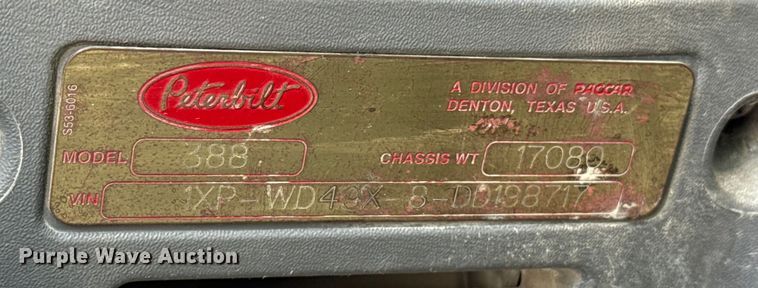 Peterbilt
A DIVISION OF PACCAR
DENTON, TEXAS U.S.A.
S53-6016
MODEL 388 CHASSIS WT 17080
VIN 1XP-WD49X-8-DD198717
Purple Wave Auction